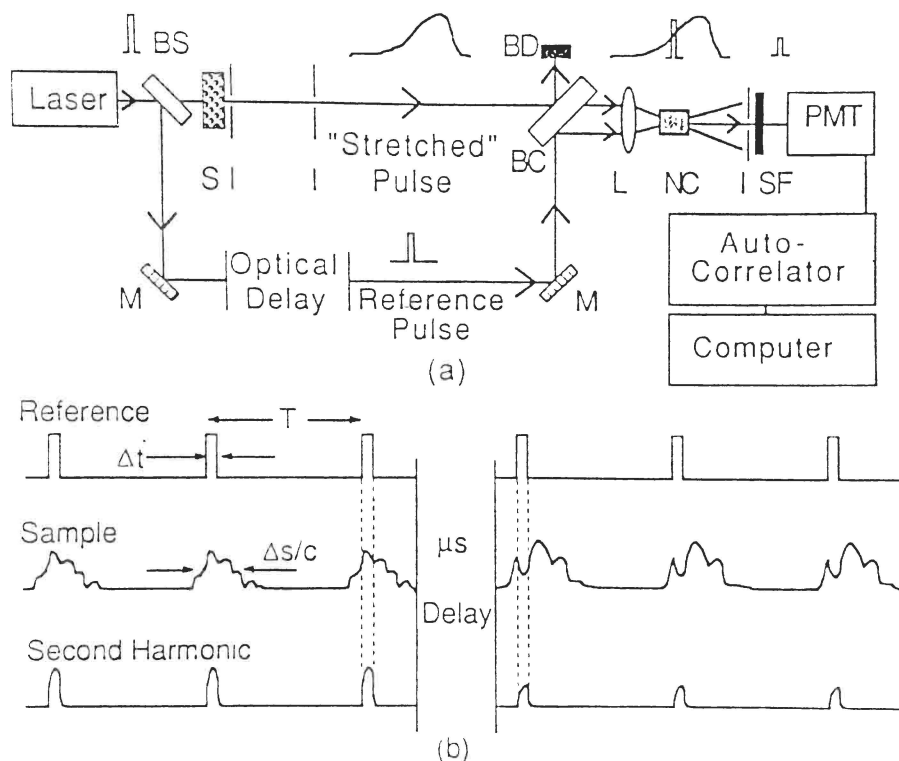 BS
BD
Laser
PMT
"Stretched"
Pulse
BC
S I
I
L
NC
I
SF
M
Optical
Delay
Reference
Pulse
M
Auto-
Correlator
Computer
(a)
Reference
T
Δt
Sample
Δs/c
μs
Delay
Second Harmonic
(b)